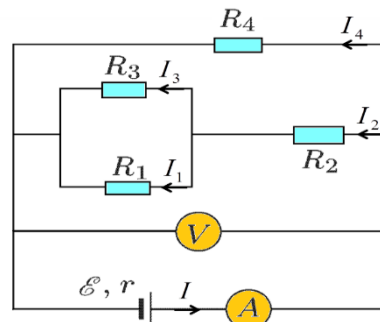 R₄ I₄
R₃ I₃
I₂
R₁ I₁ R₂
V
ℰ, r I A